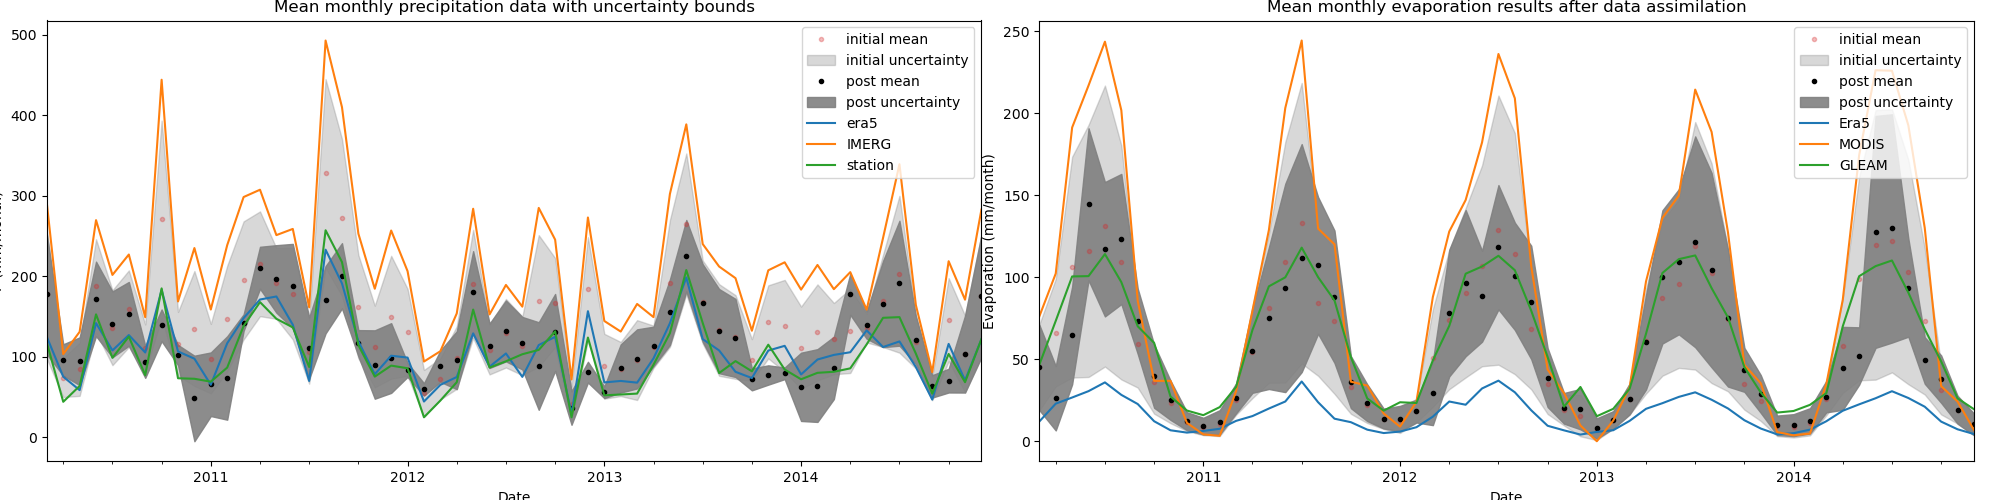 Mean monthly precipitation data with uncertainty bounds
500
400
300
200
100
0
2011
2012
2013
2014
Date
initial mean
initial uncertainty
post mean
post uncertainty
era5
IMERG
station
Mean monthly evaporation results after data assimilation
Evaporation (mm/month)
250
200
150
100
50
0
2011
2012
2013
2014
Date
initial mean
initial uncertainty
post mean
post uncertainty
Era5
MODIS
GLEAM